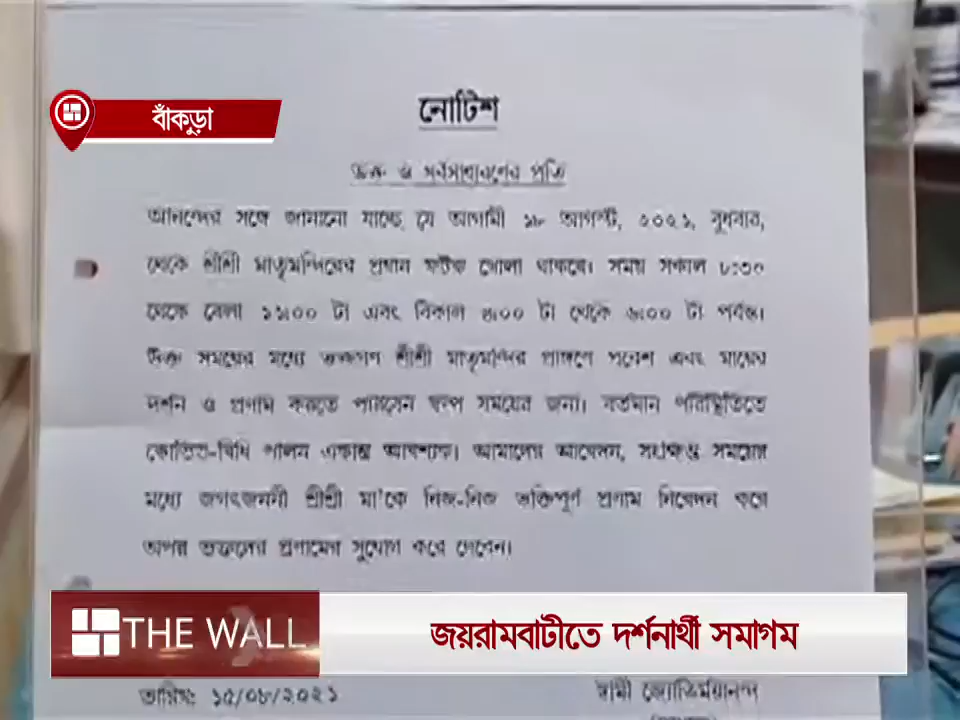 বাঁকুড়া
নোটিশ
ভক্ত ও সর্বসাধারণের প্রতি
আনন্দের সঙ্গে জানানো যাচ্ছে যে আগামী ১৮ আগস্ট, ২০২১, বুধবার,
থেকে শ্রীশ্রী মাতৃমন্দিরের প্রধান ফটক খোলা থাকবে। সময় সকাল ৮:৩০
থেকে বেলা ১১:০০ টা এবং বিকাল ৪:০০ টা থেকে ৬:০০ টা পর্যন্ত।
উক্ত সময়ের মধ্যে ভক্তগণ শ্রীশ্রী মাতৃমন্দির প্রাঙ্গণে প্রবেশ এবং মায়ের
দর্শন ও প্রণাম করতে পারবেন স্বল্প সময়ের জন্য। বর্তমান পরিস্থিতিতে
কোভিড-বিধি পালন একান্ত আবশ্যক। আমাদের আবেদন, সংক্ষিপ্ত সময়ের
মধ্যে জগৎজননী শ্রীশ্রী মা'কে নিজ-নিজ ভক্তিপূর্ণ প্রণাম নিবেদন করে
অপর ভক্তদের প্রণামের সুযোগ করে দেবেন।
THE WALL
জয়রামবাটীতে দর্শনার্থী সমাগম
তারিখ: ১৫/০৮/২০২১
স্বামী জ্যোতির্ময়ানন্দ